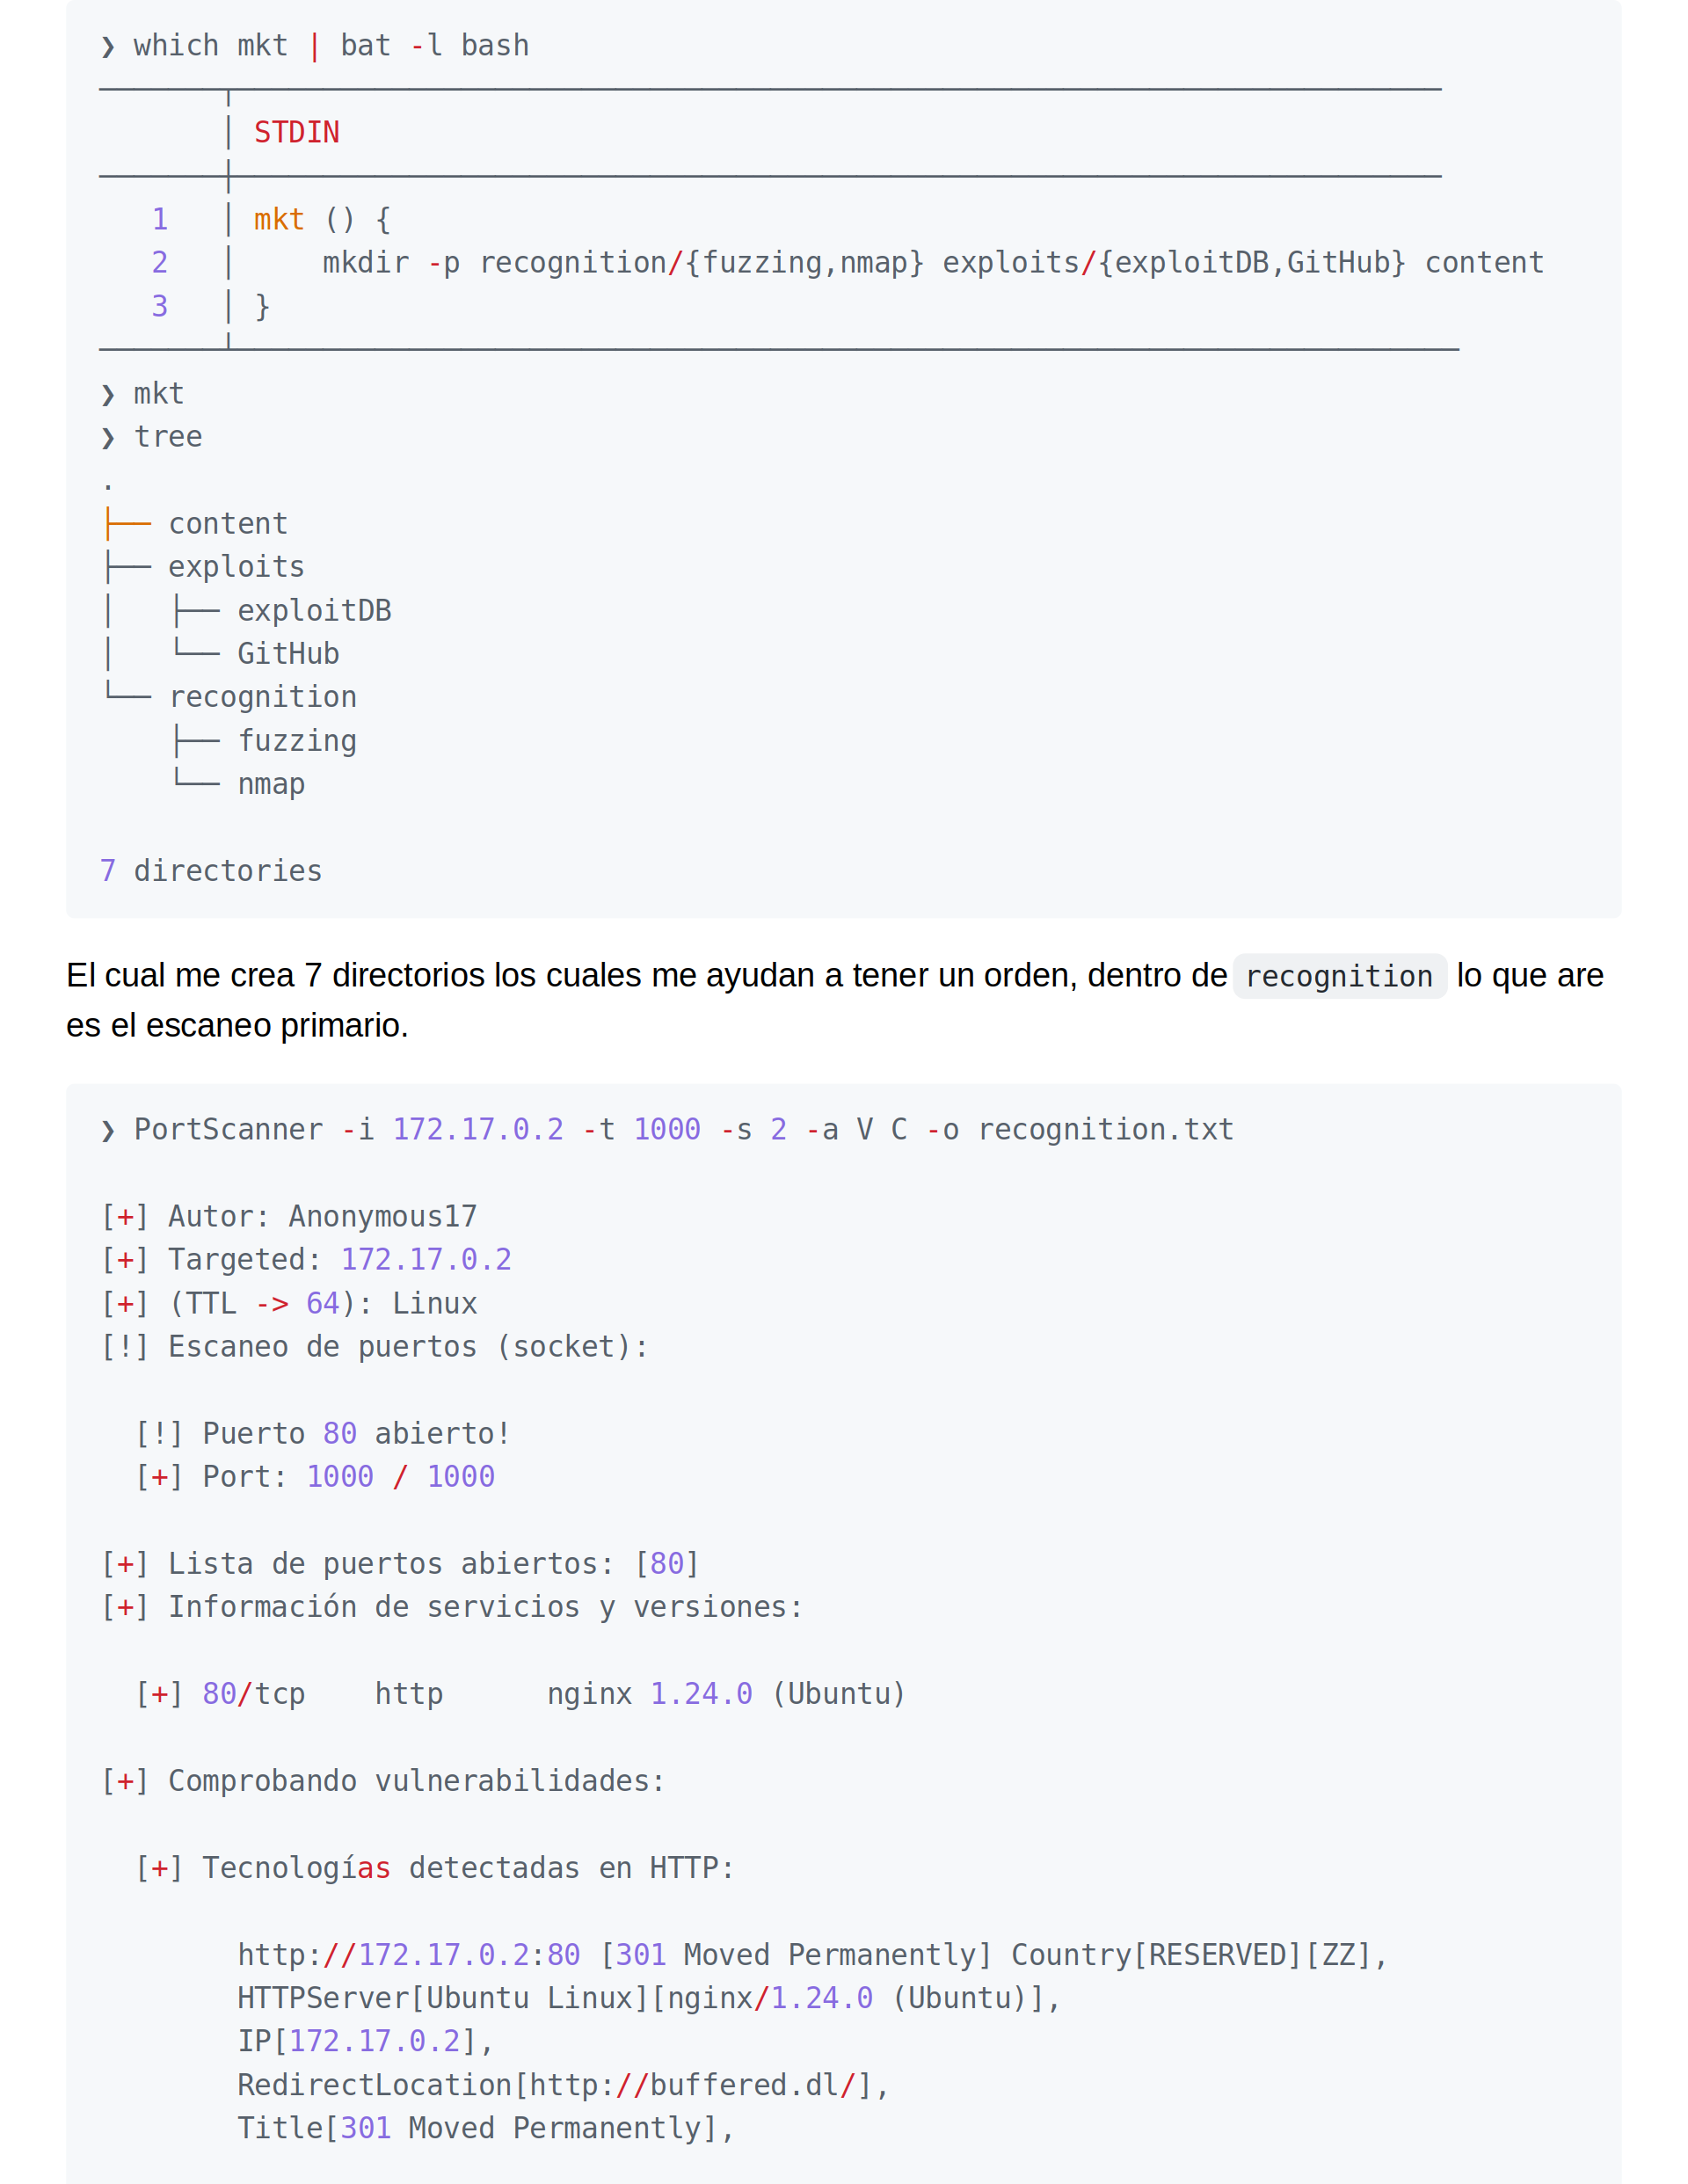 ❯ which mkt | bat -l bash
───────┬──────────────────────────────────────────────────────────────────────
       │ STDIN
───────┼──────────────────────────────────────────────────────────────────────
   1   │ mkt () {
   2   │     mkdir -p recognition/{fuzzing,nmap} exploits/{exploitDB,GitHub} content
   3   │ }
───────┴───────────────────────────────────────────────────────────────────────
❯ mkt
❯ tree
.
├── content
├── exploits
│   ├── exploitDB
│   └── GitHub
└── recognition
    ├── fuzzing
    └── nmap

7 directories
El cual me crea 7 directorios los cuales me ayudan a tener un orden, dentro de recognition lo que are
es el escaneo primario.
❯ PortScanner -i 172.17.0.2 -t 1000 -s 2 -a V C -o recognition.txt

[+] Autor: Anonymous17
[+] Targeted: 172.17.0.2
[+] (TTL -> 64): Linux
[!] Escaneo de puertos (socket):

  [!] Puerto 80 abierto!
  [+] Port: 1000 / 1000

[+] Lista de puertos abiertos: [80]
[+] Información de servicios y versiones:

  [+] 80/tcp    http      nginx 1.24.0 (Ubuntu)

[+] Comprobando vulnerabilidades:

  [+] Tecnologías detectadas en HTTP:

        http://172.17.0.2:80 [301 Moved Permanently] Country[RESERVED][ZZ],
        HTTPServer[Ubuntu Linux][nginx/1.24.0 (Ubuntu)],
        IP[172.17.0.2],
        RedirectLocation[http://buffered.dl/],
        Title[301 Moved Permanently],